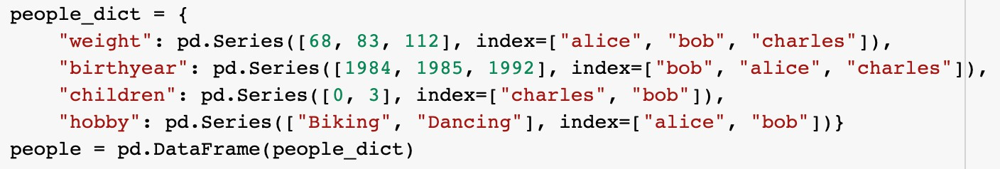 people_dict = {
    "weight": pd.Series([68, 83, 112], index=["alice", "bob", "charles"]),
    "birthyear": pd.Series([1984, 1985, 1992], index=["bob", "alice", "charles"]),
    "children": pd.Series([0, 3], index=["charles", "bob"]),
    "hobby": pd.Series(["Biking", "Dancing"], index=["alice", "bob"])}
people = pd.DataFrame(people_dict)